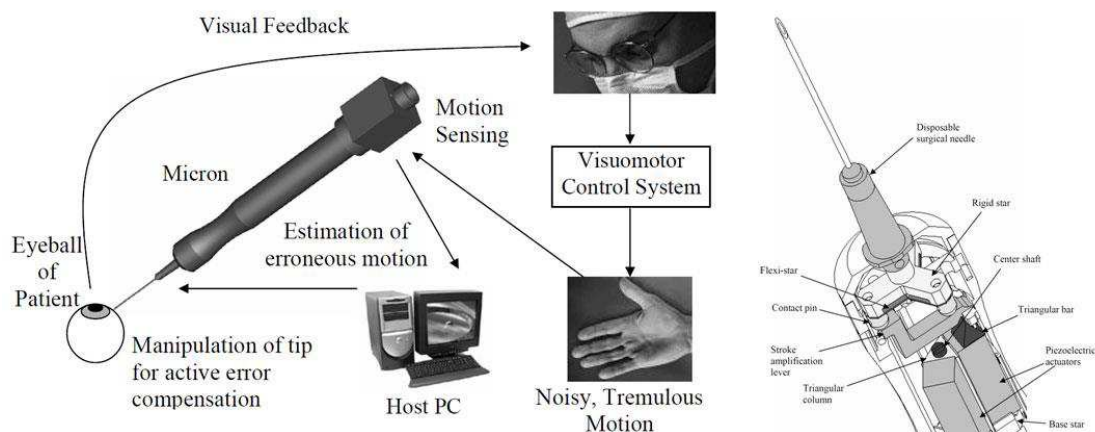 Visual Feedback
Motion
Sensing
Micron
Visuomotor
Control System
Eyeball
of
Patient
Estimation of
erroneous motion
Manipulation of tip
for active error
compensation
Host PC
Noisy, Tremulous
Motion
Disposable
surgical needle
Rigid star
Flexi-star
Center shaft
Contact pin
Triangular bar
Stroke
amplification
lever
Piezoelectric
actuators
Triangular
column
Base star